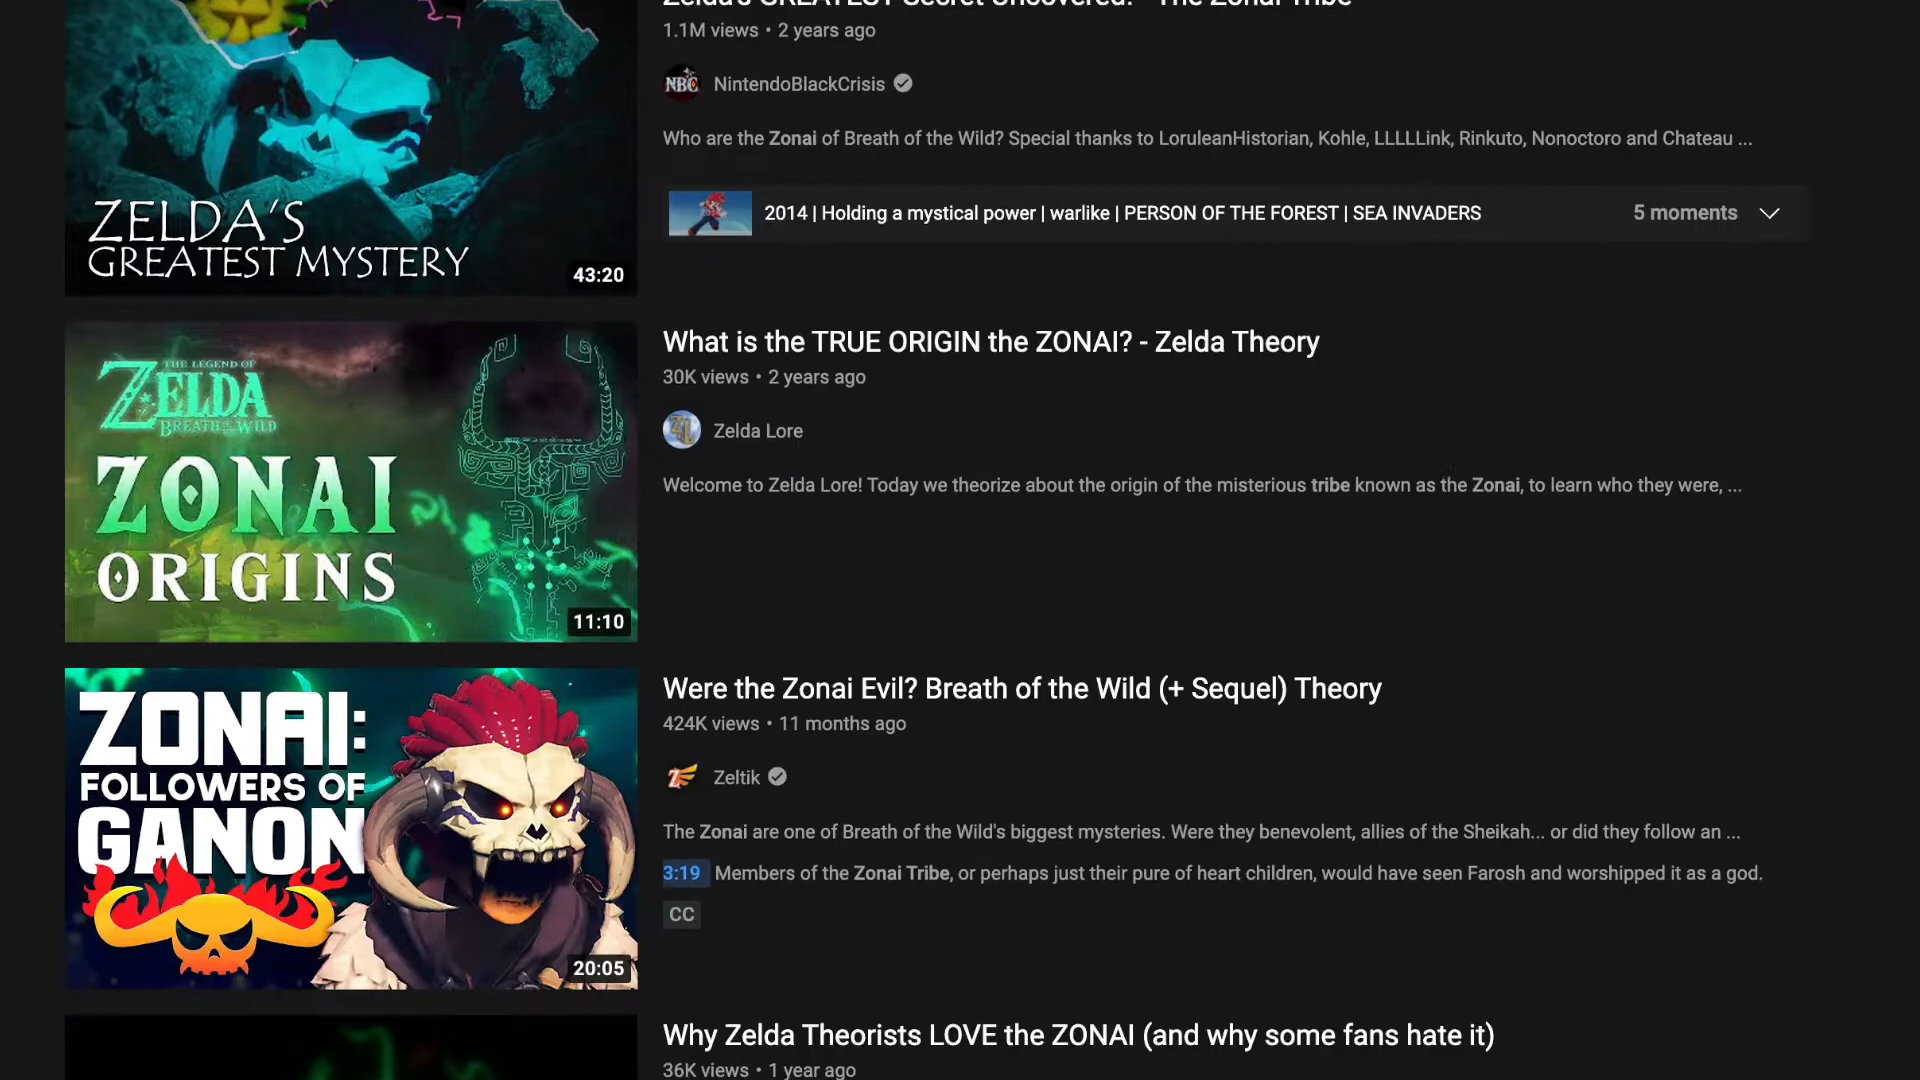 Zelda's GREATEST Secret Uncovered! - The Zonai Tribe
1.1M views • 2 years ago
NBC
NintendoBlackCrisis
Who are the Zonai of Breath of the Wild? Special thanks to LoruleanHistorian, Kohle, LLLLLink, Rinkuto, Nonoctoro and Chateau ...
2014 | Holding a mystical power | warlike | PERSON OF THE FOREST | SEA INVADERS
5 moments
ZELDA'S
GREATEST MYSTERY
43:20
What is the TRUE ORIGIN the ZONAI? - Zelda Theory
30K views • 2 years ago
ZL
Zelda Lore
Welcome to Zelda Lore! Today we theorize about the origin of the misterious tribe known as the Zonai, to learn who they were, ...
THE LEGEND OF
ZELDA
BREATH OF THE WILD
ZONAI
ORIGINS
11:10
Were the Zonai Evil? Breath of the Wild (+ Sequel) Theory
424K views • 11 months ago
Z
Zeltik
The Zonai are one of Breath of the Wild's biggest mysteries. Were they benevolent, allies of the Sheikah... or did they follow an ...
3:19 Members of the Zonai Tribe, or perhaps just their pure of heart children, would have seen Farosh and worshipped it as a god.
CC
ZONAI:
FOLLOWERS OF
GANON
20:05
Why Zelda Theorists LOVE the ZONAI (and why some fans hate it)
36K views • 1 year ago